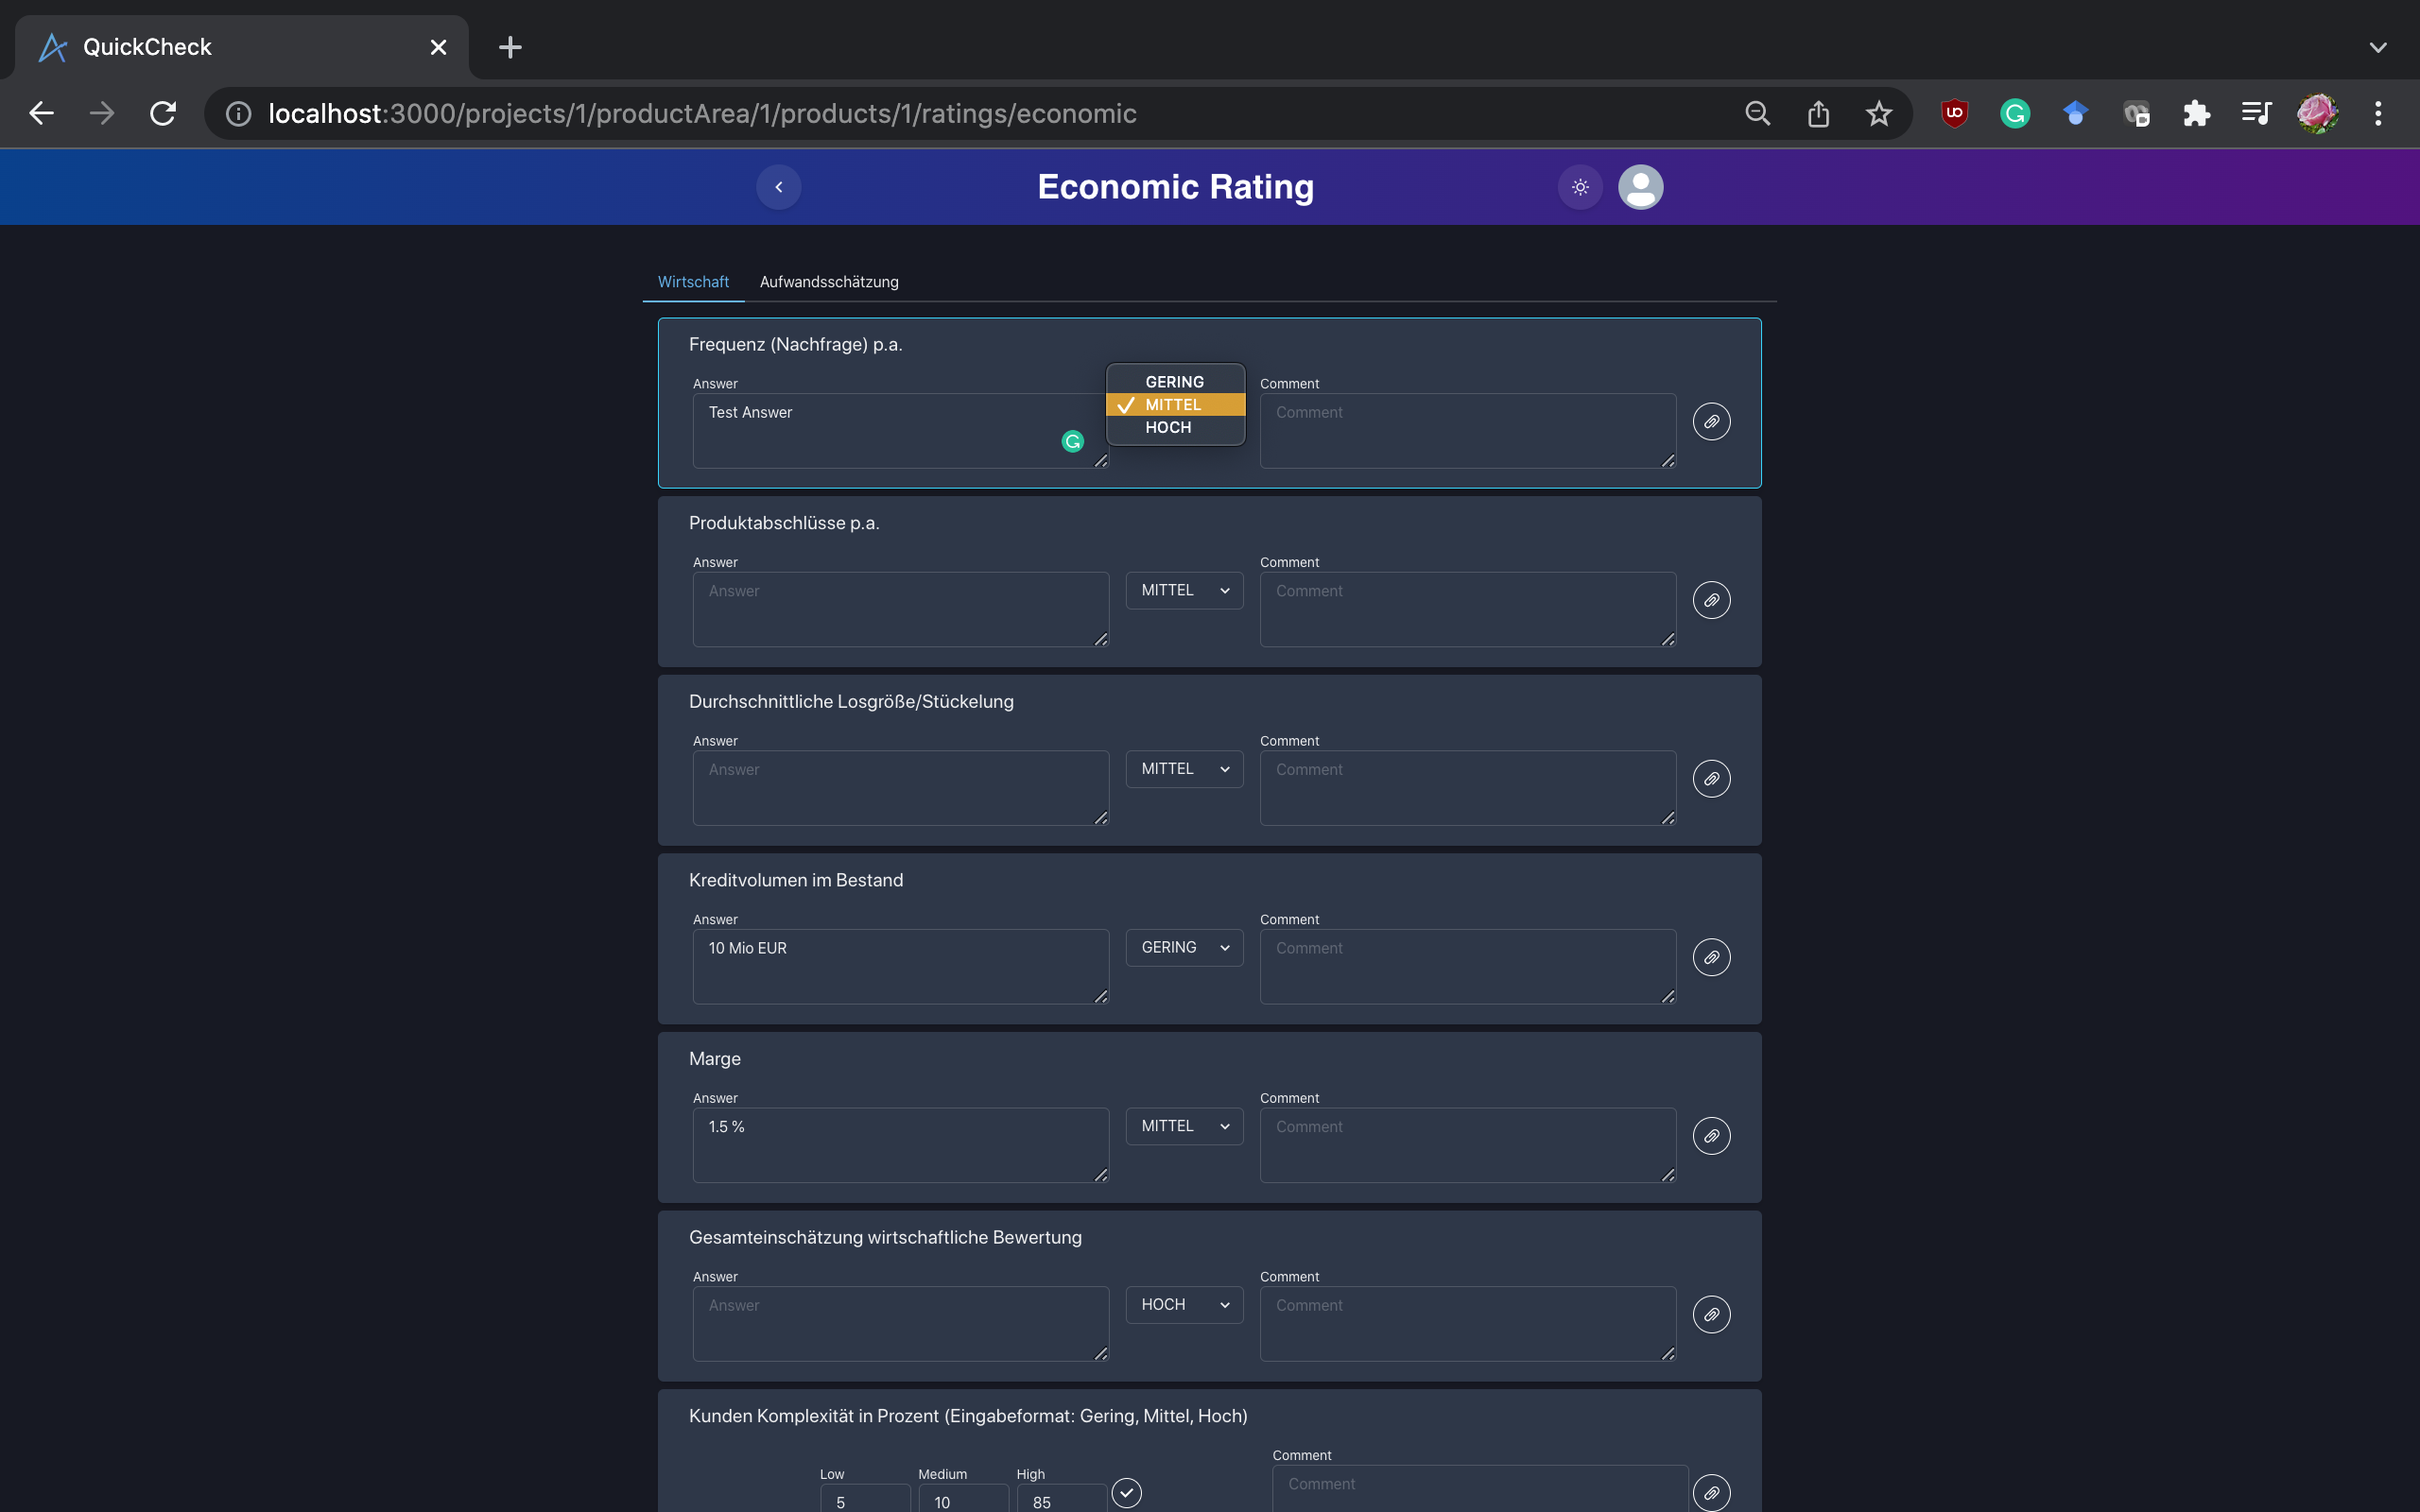 QuickCheck
localhost:3000/projects/1/productArea/1/products/1/ratings/economic
Economic Rating
Wirtschaft Aufwandsschätzung
Frequenz (Nachfrage) p.a.
Answer Comment
Test Answer Comment
GERING
MITTEL
HOCH
Produktabschlüsse p.a.
Answer Comment
Answer MITTEL Comment
Durchschnittliche Losgröße/Stückelung
Answer Comment
Answer MITTEL Comment
Kreditvolumen im Bestand
Answer Comment
10 Mio EUR GERING Comment
Marge
Answer Comment
1.5 % MITTEL Comment
Gesamteinschätzung wirtschaftliche Bewertung
Answer Comment
Answer HOCH Comment
Kunden Komplexität in Prozent (Eingabeformat: Gering, Mittel, Hoch)
Comment
Low Medium High
Comment
5 10 85